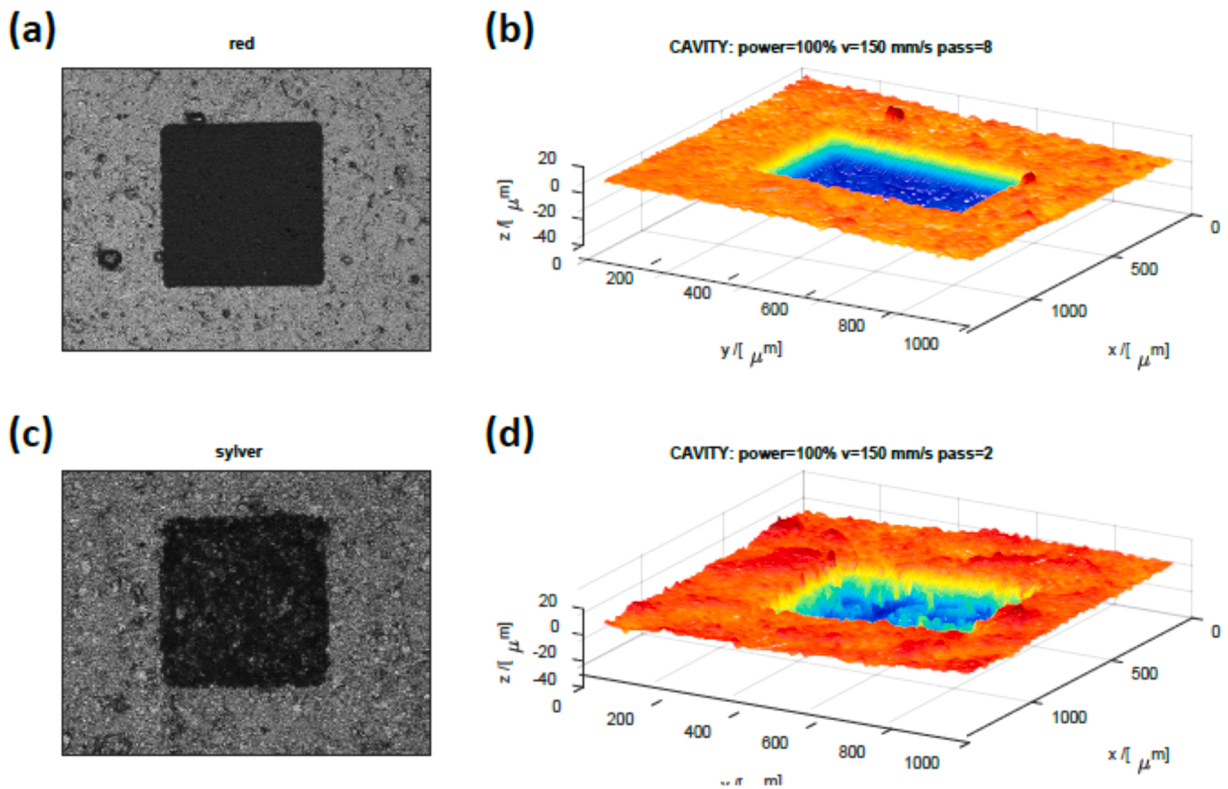 (a)
red
(b)
CAVITY: power=100% v=150 mm/s pass=8
20
0
-20
-40
z /[ μm]
0
200
400
600
800
1000
y /[ μm]
0
500
1000
x /[ μm]
(c)
sylver
(d)
CAVITY: power=100% v=150 mm/s pass=2
20
0
-20
-40
z /[ μm]
0
200
400
600
800
1000
y /[ μm]
0
500
1000
x /[ μm]